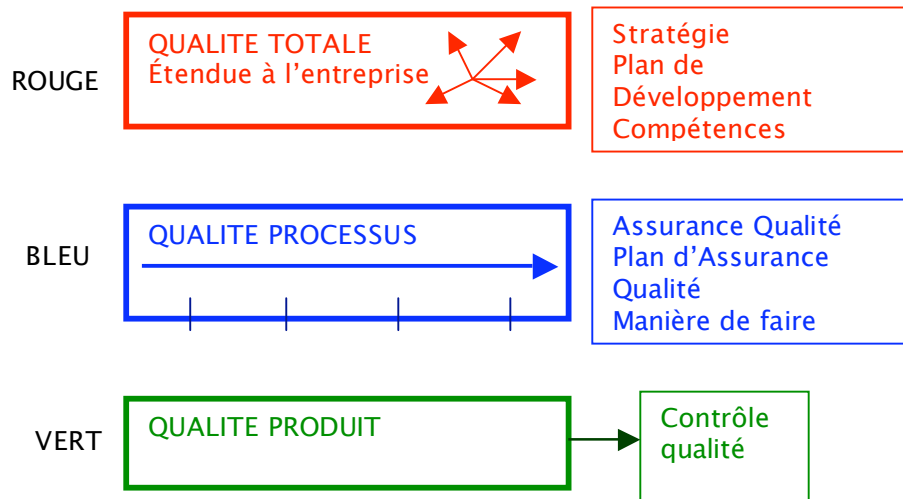 ROUGE
QUALITE TOTALE
Étendue à l'entreprise
Stratégie
Plan de
Développement
Compétences
BLEU
QUALITE PROCESSUS
Assurance Qualité
Plan d'Assurance
Qualité
Manière de faire
VERT
QUALITE PRODUIT
Contrôle
qualité